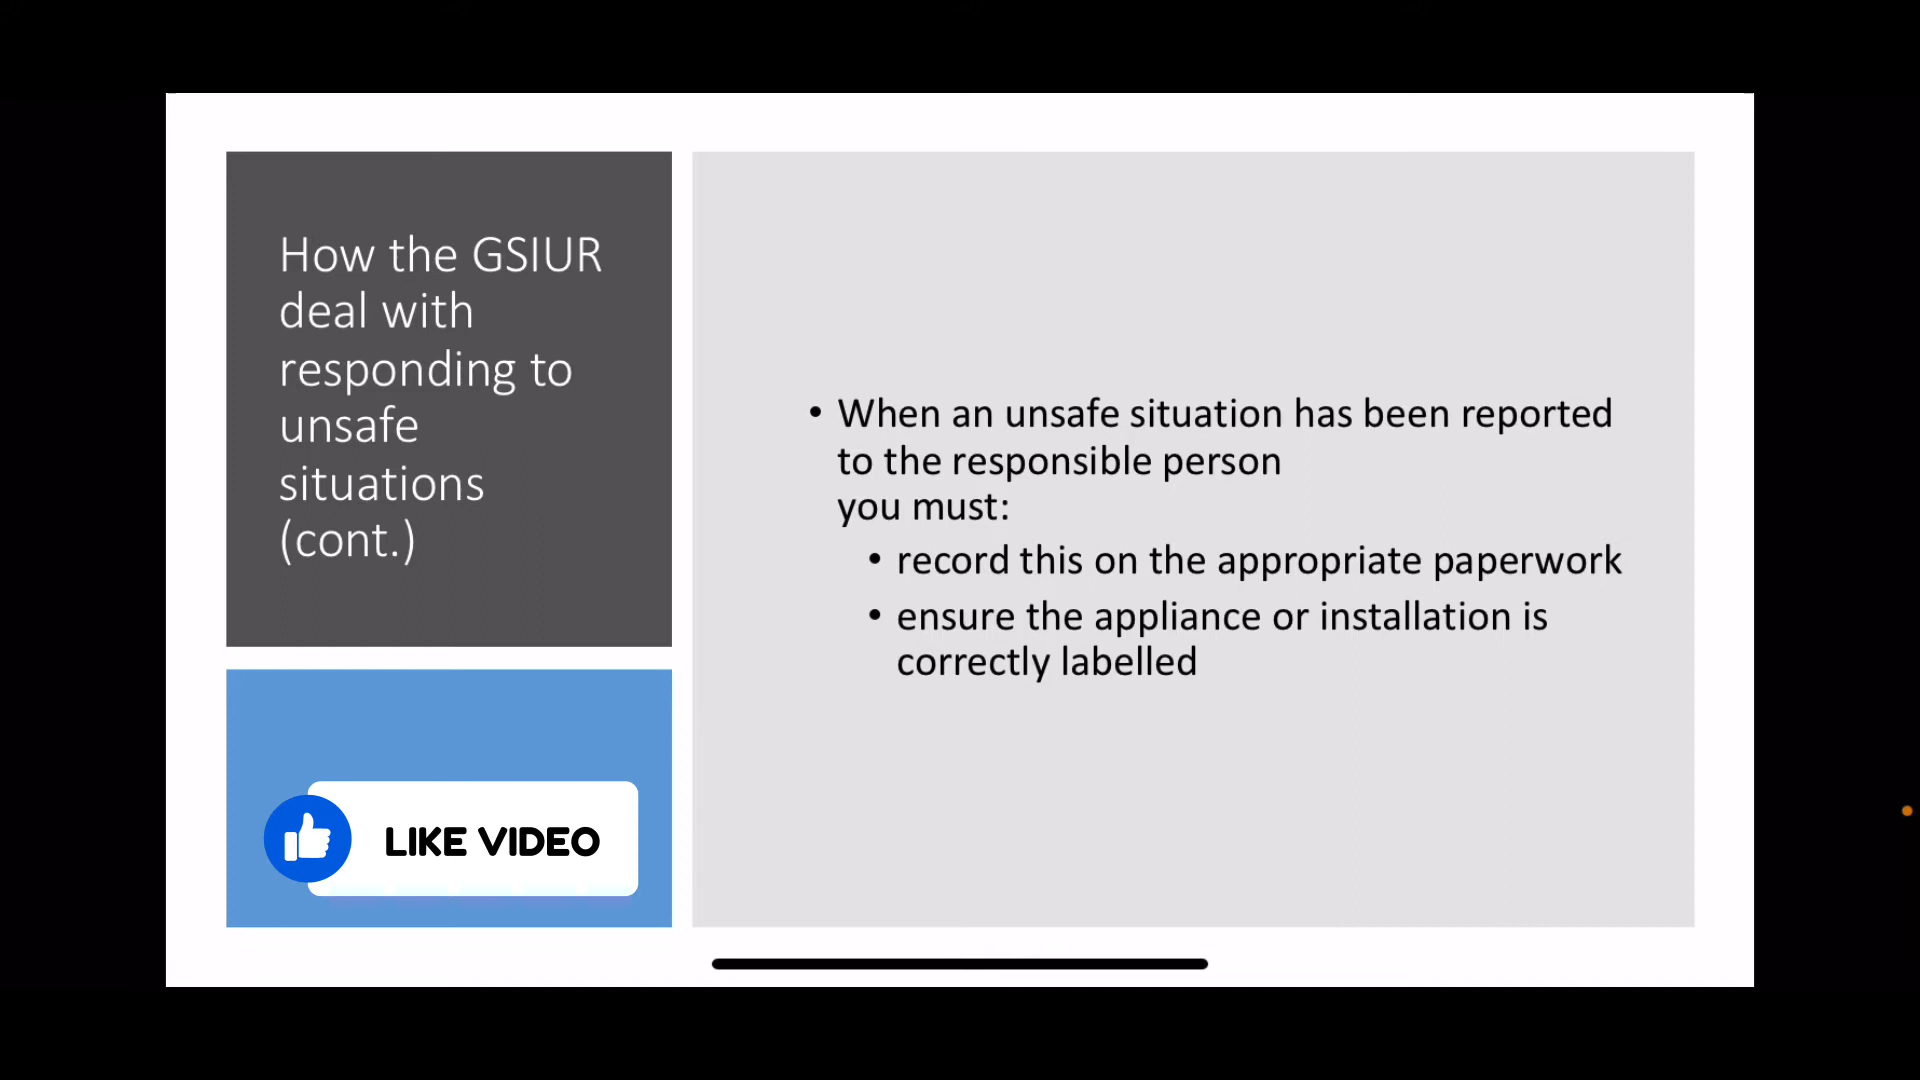 How the GSIUR
deal with
responding to
unsafe
situations
(cont.)
• When an unsafe situation has been reported
to the responsible person
you must:
• record this on the appropriate paperwork
• ensure the appliance or installation is
correctly labelled
LIKE VIDEO